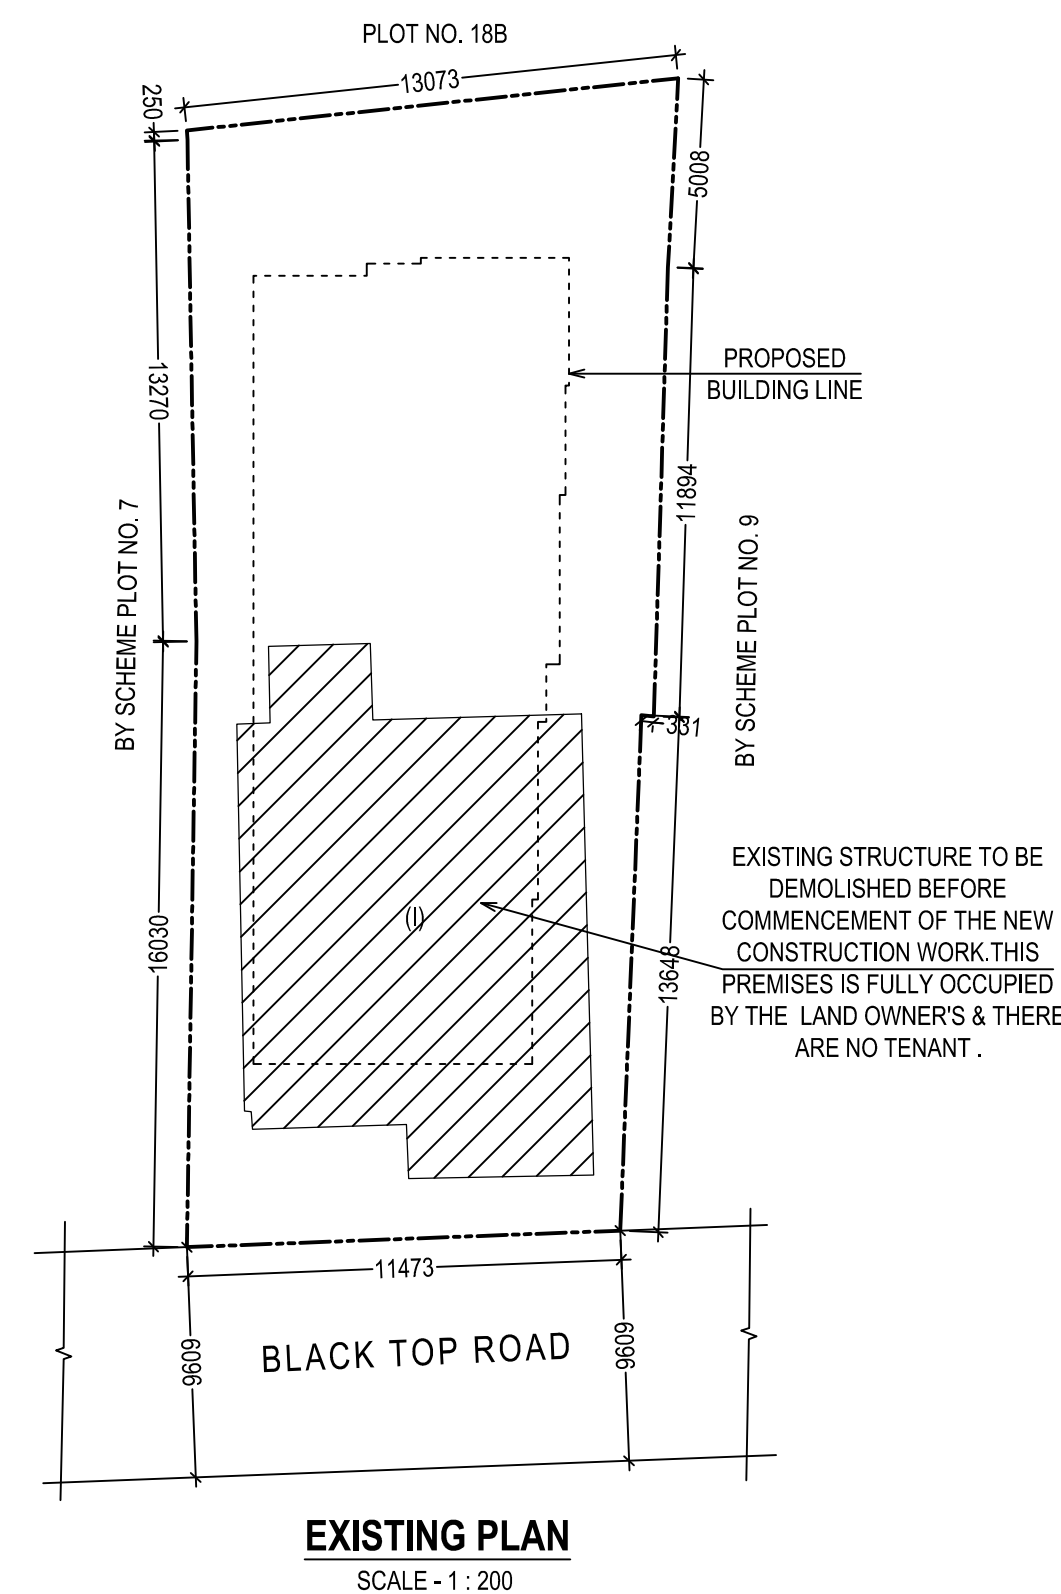 PLOT NO. 18B
13073
250
5008
13270
PROPOSED
BUILDING LINE
11894
BY SCHEME PLOT NO. 7
BY SCHEME PLOT NO. 9
331
EXISTING STRUCTURE TO BE
DEMOLISHED BEFORE
COMMENCEMENT OF THE NEW
CONSTRUCTION WORK.THIS
PREMISES IS FULLY OCCUPIED
BY THE LAND OWNER'S & THERE
ARE NO TENANT .
(I)
16030
13648
11473
6096
6096
BLACK TOP ROAD
EXISTING PLAN
SCALE - 1 : 200